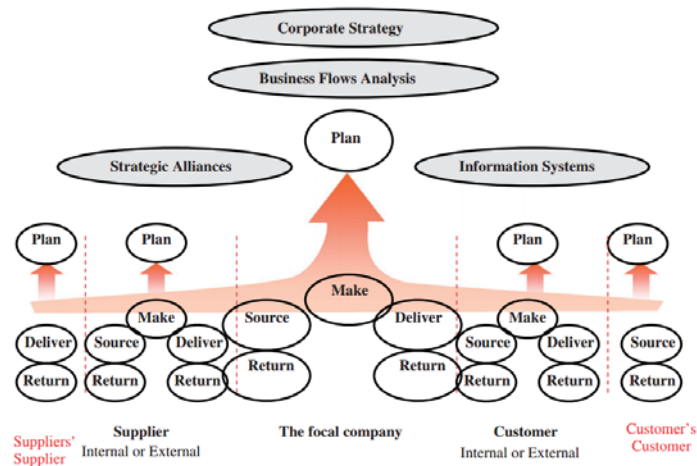 Corporate Strategy
Business Flows Analysis
Plan
Strategic Alliances
Information Systems
Plan
Plan
Plan
Plan
Make
Make
Source
Deliver
Make
Deliver
Source
Deliver
Source
Deliver
Source
Return
Return
Return
Return
Return
Return
Return
Return
Suppliers'
Supplier
Supplier
Internal or External
The focal company
Customer
Internal or External
Customer's
Customer